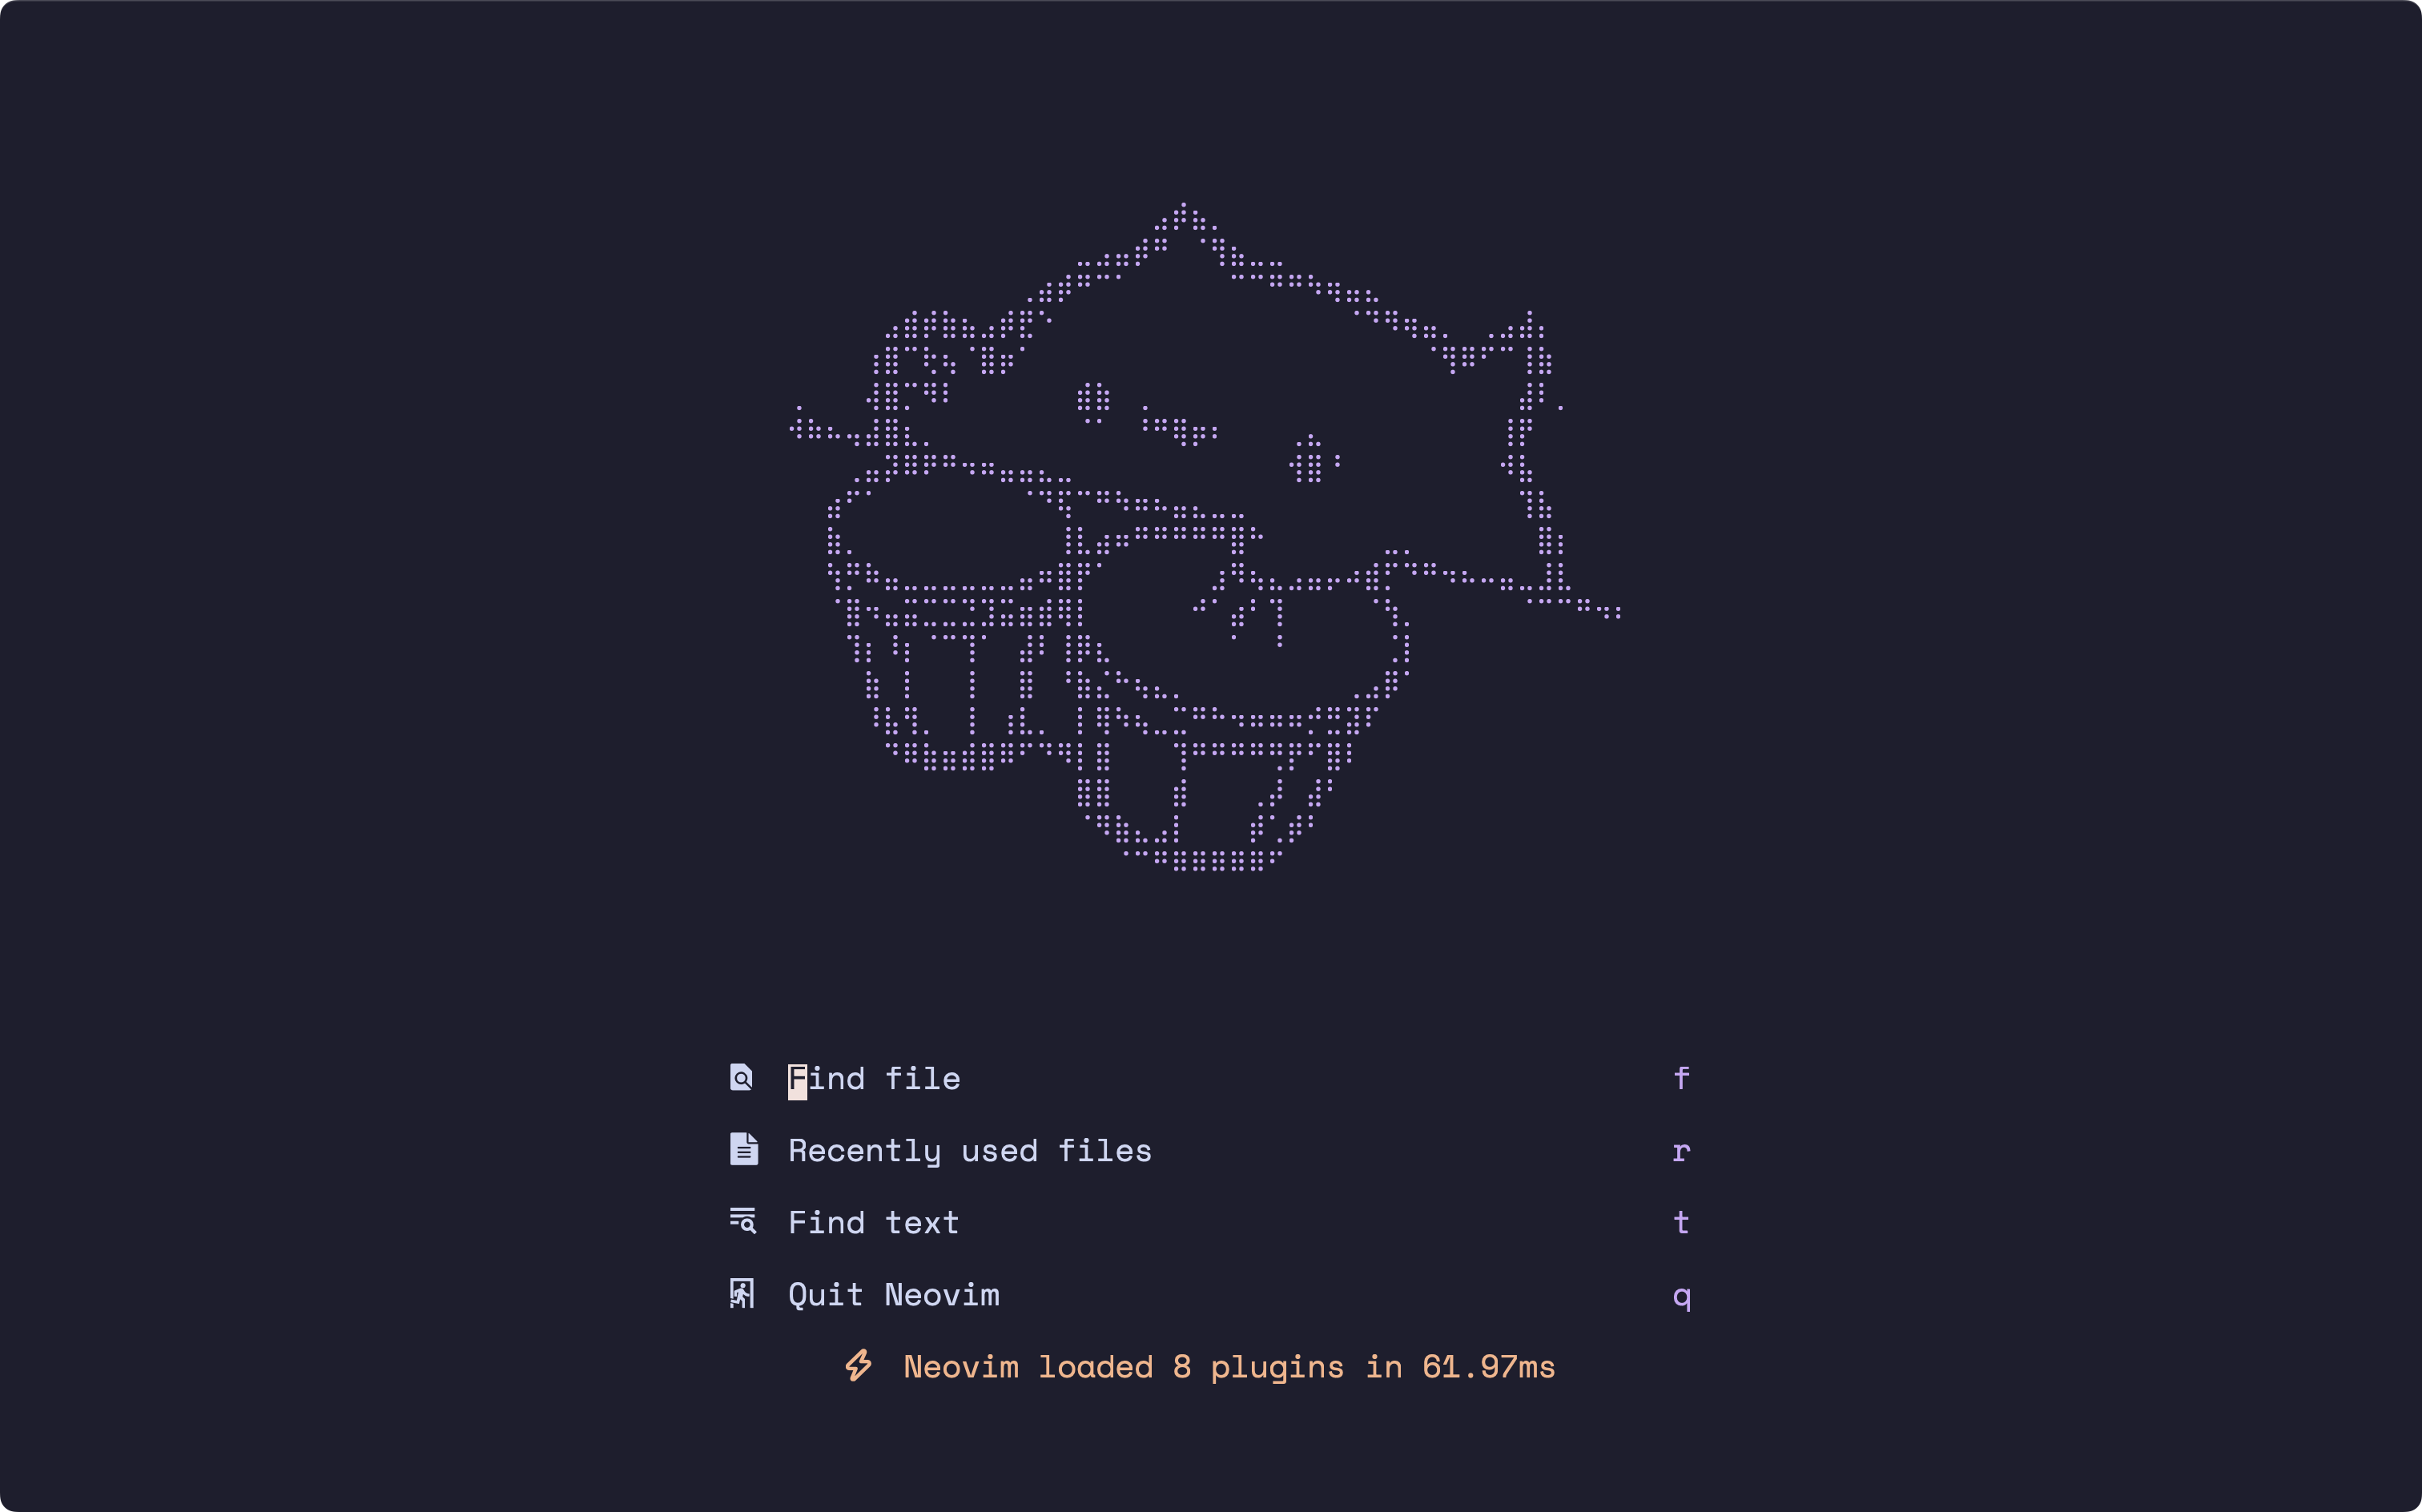 Find file f
Recently used files r
Find text t
Quit Neovim q
Neovim loaded 8 plugins in 61.97ms